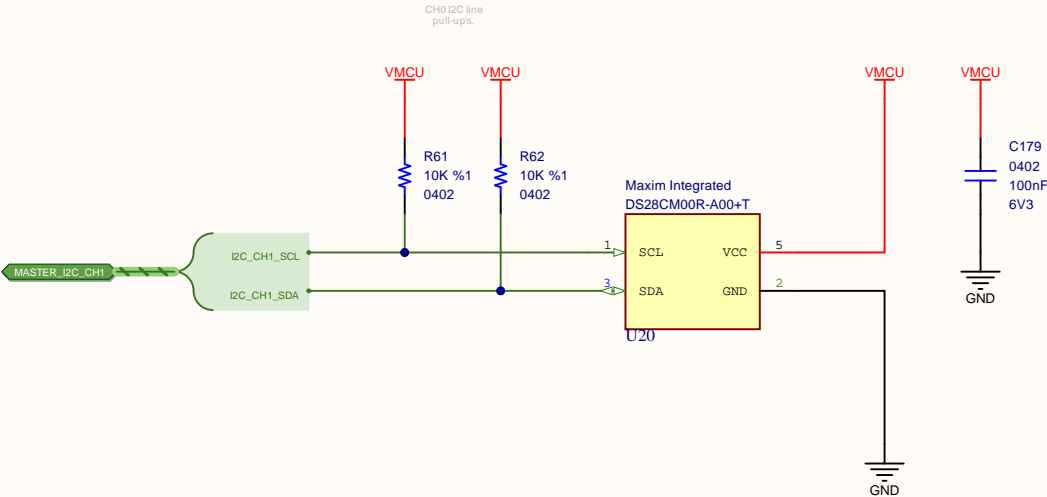 CH0 I2C line
pull-up's.
VMCU
VMCU
VMCU
VMCU
R61
10K %1
0402
R62
10K %1
0402
C179
0402
100nF
6V3
Maxim Integrated
DS28CM00R-A00+T
MASTER_I2C_CH1
I2C_CH1_SCL
I2C_CH1_SDA
1
SCL
VCC
5
3
SDA
GND
2
U20
GND
GND